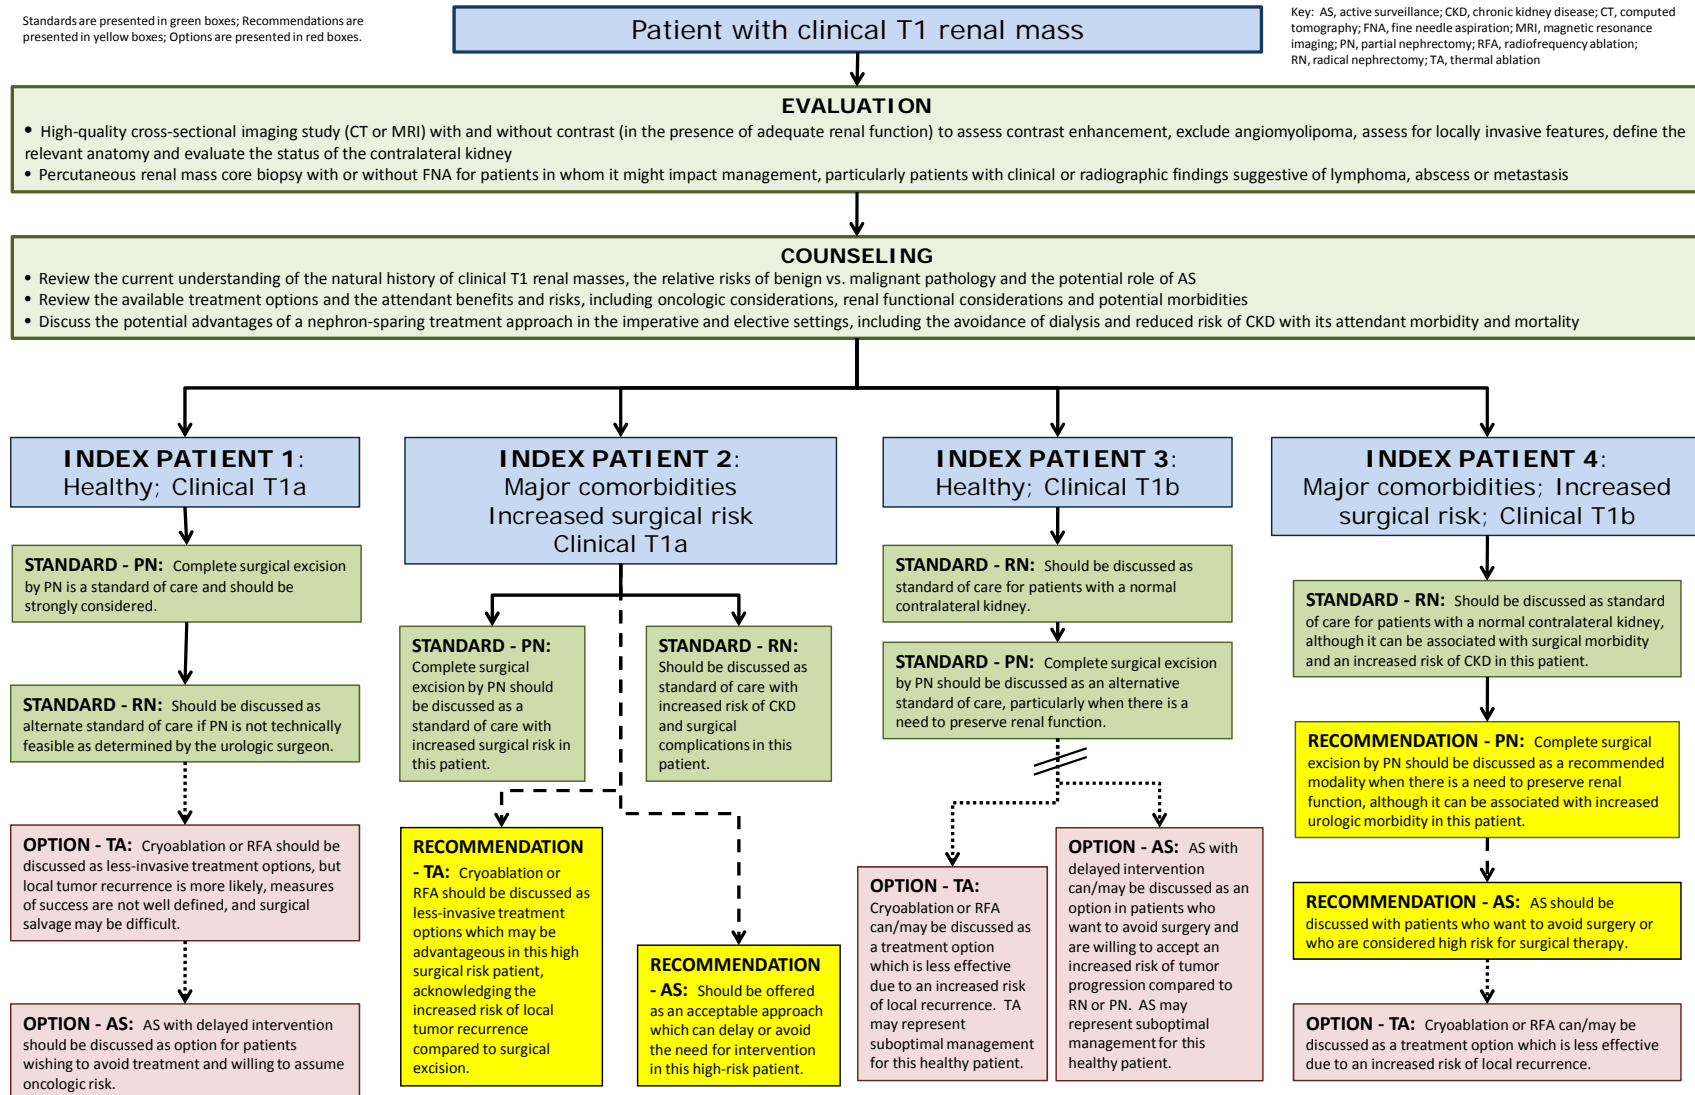 Standards are presented in green boxes; Recommendations are
presented in yellow boxes; Options are presented in red boxes.
Patient with clinical T1 renal mass
Key: AS, active surveillance; CKD, chronic kidney disease; CT, computed
tomography; FNA, fine needle aspiration; MRI, magnetic resonance
imaging; PN, partial nephrectomy; RFA, radiofrequency ablation;
RN, radical nephrectomy; TA, thermal ablation
EVALUATION
• High-quality cross-sectional imaging study (CT or MRI) with and without contrast (in the presence of adequate renal function) to assess contrast enhancement, exclude angiomyolipoma, assess for locally invasive features, define the
relevant anatomy and evaluate the status of the contralateral kidney
• Percutaneous renal mass core biopsy with or without FNA for patients in whom it might impact management, particularly patients with clinical or radiographic findings suggestive of lymphoma, abscess or metastasis
COUNSELING
• Review the current understanding of the natural history of clinical T1 renal masses, the relative risks of benign vs. malignant pathology and the potential role of AS
• Review the available treatment options and the attendant benefits and risks, including oncologic considerations, renal functional considerations and potential morbidities
• Discuss the potential advantages of a nephron-sparing treatment approach in the imperative and elective settings, including the avoidance of dialysis and reduced risk of CKD with its attendant morbidity and mortality
INDEX PATIENT 1:
Healthy; Clinical T1a
STANDARD - PN: Complete surgical excision
by PN is a standard of care and should be
strongly considered.
STANDARD - RN: Should be discussed as
alternate standard of care if PN is not technically
feasible as determined by the urologic surgeon.
OPTION - TA: Cryoablation or RFA should be
discussed as less-invasive treatment options, but
local tumor recurrence is more likely, measures
of success are not well defined, and surgical
salvage may be difficult.
OPTION - AS: AS with delayed intervention
should be discussed as option for patients
wishing to avoid treatment and willing to assume
oncologic risk.
INDEX PATIENT 2:
Major comorbidities
Increased surgical risk
Clinical T1a
STANDARD - PN:
Complete surgical
excision by PN should
be discussed as a
standard of care with
increased surgical risk in
this patient.
STANDARD - RN:
Should be discussed as
standard of care with
increased risk of CKD
and surgical
complications in this
patient.
RECOMMENDATION
- TA: Cryoablation or
RFA should be discussed as
less-invasive treatment
options which may be
advantageous in this high
surgical risk patient,
acknowledging the
increased risk of local
tumor recurrence
compared to surgical
excision.
RECOMMENDATION
- AS: Should be offered
as an acceptable approach
which can delay or avoid
the need for intervention
in this high-risk patient.
INDEX PATIENT 3:
Healthy; Clinical T1b
STANDARD - RN: Should be discussed as
standard of care for patients with a normal
contralateral kidney.
STANDARD - PN: Complete surgical excision
by PN should be discussed as an alternative
standard of care, particularly when there is a
need to preserve renal function.
OPTION - TA:
Cryoablation or RFA
can/may be discussed as
a treatment option
which is less effective
due to an increased risk
of local recurrence. TA
may represent
suboptimal management
for this healthy patient.
OPTION - AS: AS with
delayed intervention
can/may be discussed as an
option in patients who
want to avoid surgery and
are willing to accept an
increased risk of tumor
progression compared to
RN or PN. AS may
represent suboptimal
management for this
healthy patient.
INDEX PATIENT 4:
Major comorbidities; Increased
surgical risk; Clinical T1b
STANDARD - RN: Should be discussed as standard
of care for patients with a normal contralateral kidney,
although it can be associated with surgical morbidity
and an increased risk of CKD in this patient.
RECOMMENDATION - PN: Complete surgical
excision by PN should be discussed as a recommended
modality when there is a need to preserve renal
function, although it can be associated with increased
urologic morbidity in this patient.
RECOMMENDATION - AS: AS should be
discussed with patients who want to avoid surgery or
who are considered high risk for surgical therapy.
OPTION - TA: Cryoablation or RFA can/may be
discussed as a treatment option which is less effective
due to an increased risk of local recurrence.